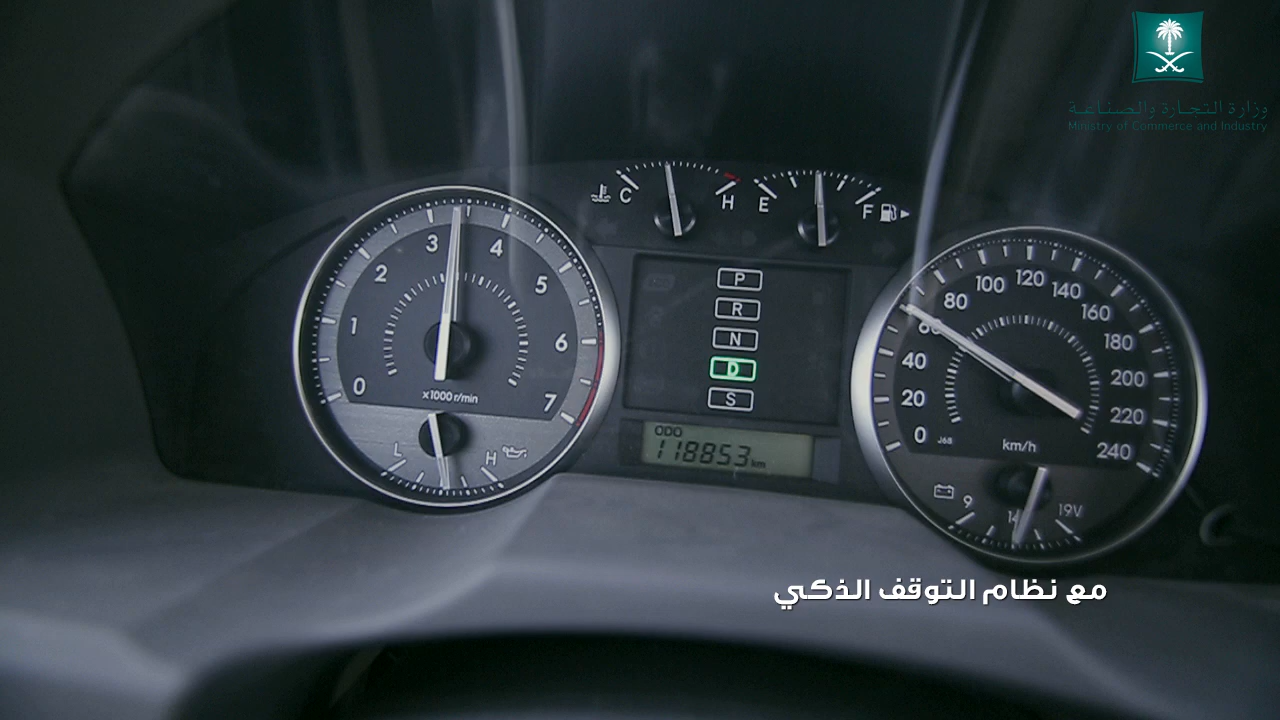 وزارة التجارة والصناعة
Ministry of Commerce and Industry
C H E F
0 1 2 3 4 5 6 7
x1000 r/min
L H
P
R
N
D
S
ODO
118853 km
0 20 40 60 80 100 120 140 160 180 200 220 240
J68
km/h
9 19V
مع نظام التوقف الذكي